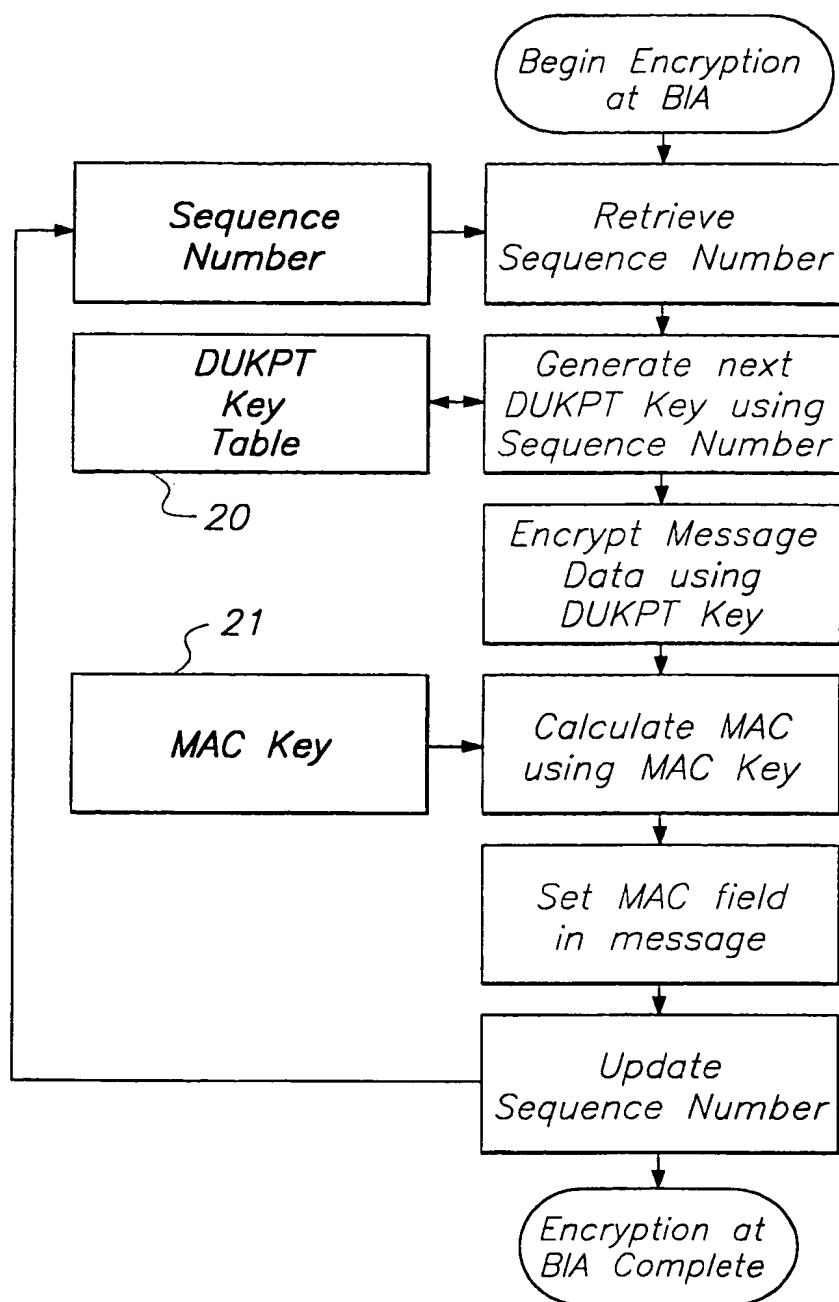 Begin Encryption
at BIA
Sequence
Number
Retrieve
Sequence Number
DUKPT
Key
Table
Generate next
DUKPT Key using
Sequence Number
20
Encrypt Message
Data using
DUKPT Key
21
MAC Key
Calculate MAC
using MAC Key
Set MAC field
in message
Update
Sequence Number
Encryption at
BIA Complete